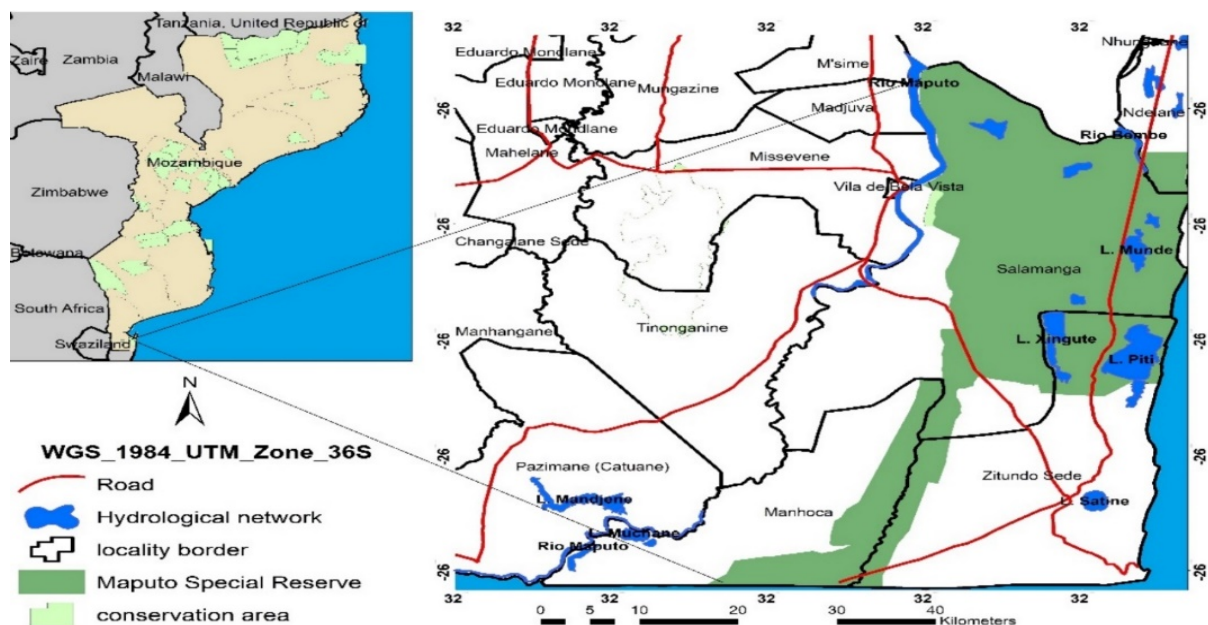 Tanzania, United Republic of
Zaire
Zambia
Malawi
Mozambique
Zimbabwe
Botswana
South Africa
Swaziland
N
WGS_1984_UTM_Zone_36S
Road
Hydrological network
locality border
Maputo Special Reserve
conservation area
32 32 32 32
Eduardo Mondlane
Eduardo Mondlane
Mungazine
M'sime
Rio Maputo
Nhungaone
-26 -26
Madjuva
Ndelane
Eduardo Mondlane
Rio Bembe
Mahelane
Missevene
Vila de Bela Vista
-26 -26
Changalane Sede
L. Munde
Salamanga
Manhangane
Tinonganine
L. Xingute
L. Piti
-26 -26
Pazimane (Catuane)
Zitundo Sede
-26 -26
L. Mandjene
L. Satine
Manhoca
L. Muchane
Rio Maputo
-26 -26
32 32 32 32
0 5 10 20 30 40
Kilometers